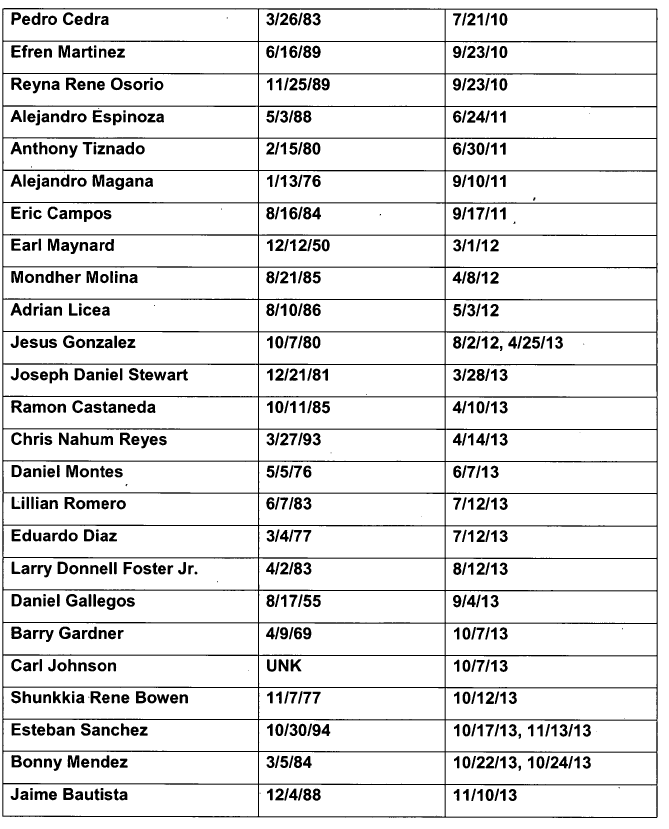 Pedro Cedra 3/26/83 7/21/10
Efren Martinez 6/16/89 9/23/10
Reyna Rene Osorio 11/25/89 9/23/10
Alejandro Espinoza 5/3/88 6/24/11
Anthony Tiznado 2/15/80 6/30/11
Alejandro Magana 1/13/76 9/10/11
Eric Campos 8/16/84 9/17/11
Earl Maynard 12/12/50 3/1/12
Mondher Molina 8/21/85 4/8/12
Adrian Licea 8/10/86 5/3/12
Jesus Gonzalez 10/7/80 8/2/12, 4/25/13
Joseph Daniel Stewart 12/21/81 3/28/13
Ramon Castaneda 10/11/85 4/10/13
Chris Nahum Reyes 3/27/93 4/14/13
Daniel Montes 5/5/76 6/7/13
Lillian Romero 6/7/83 7/12/13
Eduardo Diaz 3/4/77 7/12/13
Larry Donnell Foster Jr. 4/2/83 8/12/13
Daniel Gallegos 8/17/55 9/4/13
Barry Gardner 4/9/69 10/7/13
Carl Johnson UNK 10/7/13
Shunkkia Rene Bowen 11/7/77 10/12/13
Esteban Sanchez 10/30/94 10/17/13, 11/13/13
Bonny Mendez 3/5/84 10/22/13, 10/24/13
Jaime Bautista 12/4/88 11/10/13